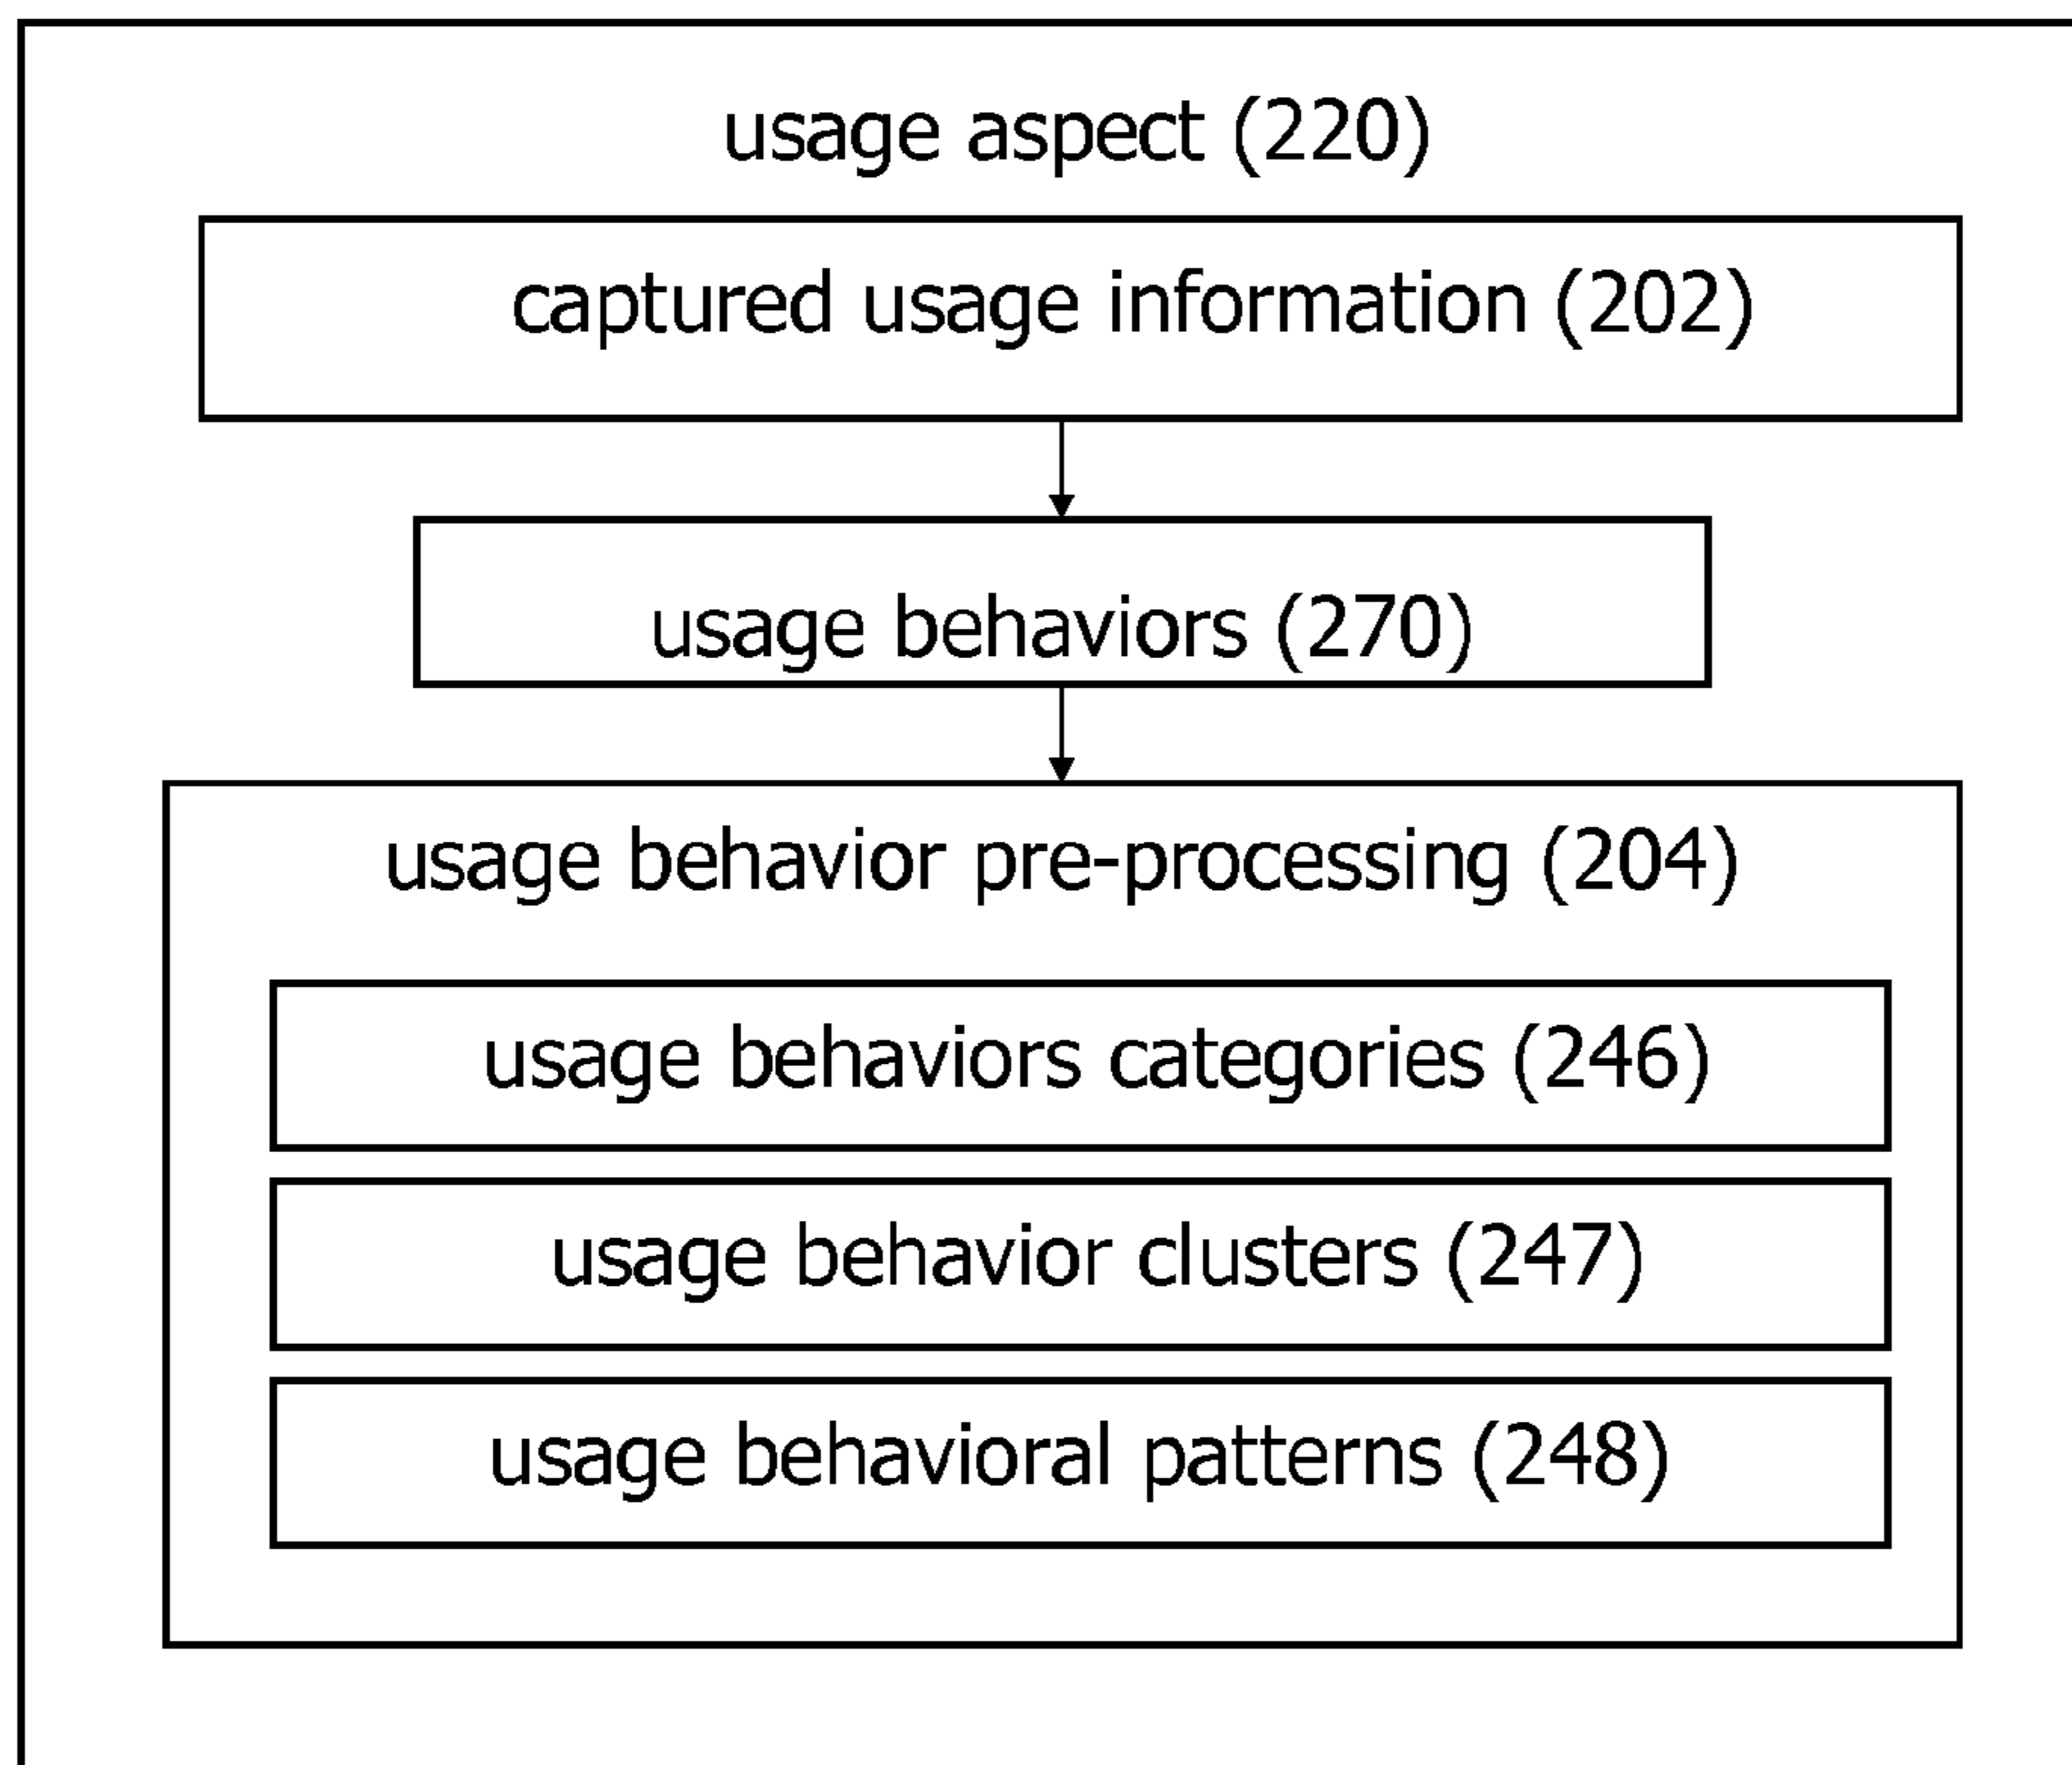 usage aspect (220)
captured usage information (202)
usage behaviors (270)
usage behavior pre-processing (204)
usage behaviors categories (246)
usage behavior clusters (247)
usage behavioral patterns (248)